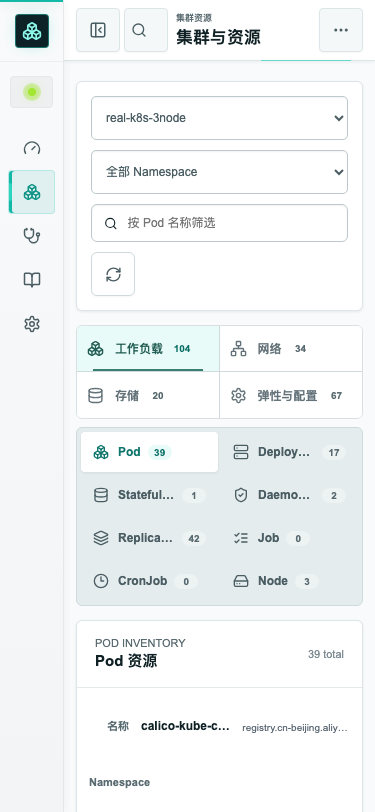 集群资源
集群与资源
real-k8s-3node
全部 Namespace
按 Pod 名称筛选
工作负载 104
网络 34
存储 20
弹性与配置 67
Pod 39
Deploy... 17
Stateful... 1
Daemo... 2
Replica... 42
Job 0
CronJob 0
Node 3
POD INVENTORY
Pod 资源
39 total
名称 calico-kube-c... registry.cn-beijing.aliy...
Namespace